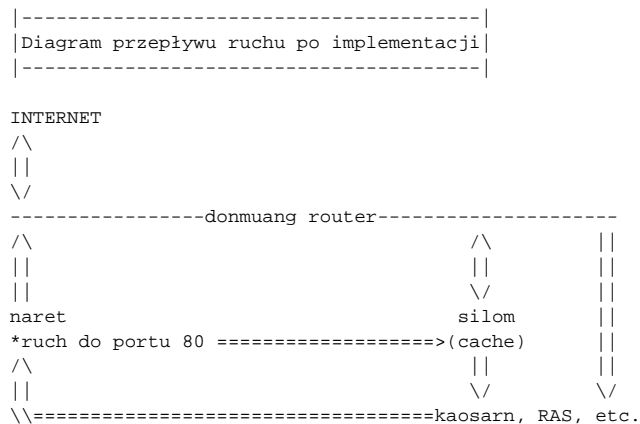 |----------------------------------------|
|Diagram przepływu ruchu po implementacji|
|----------------------------------------|
INTERNET
/\
||
\/
-----------------donmuang router---------------------
/\ /\ ||
|| || ||
|| \/ ||
naret silom ||
*ruch do portu 80 ===================>(cache) ||
/\ || ||
|| \/ \/
\\===================================kaosarn, RAS, etc.